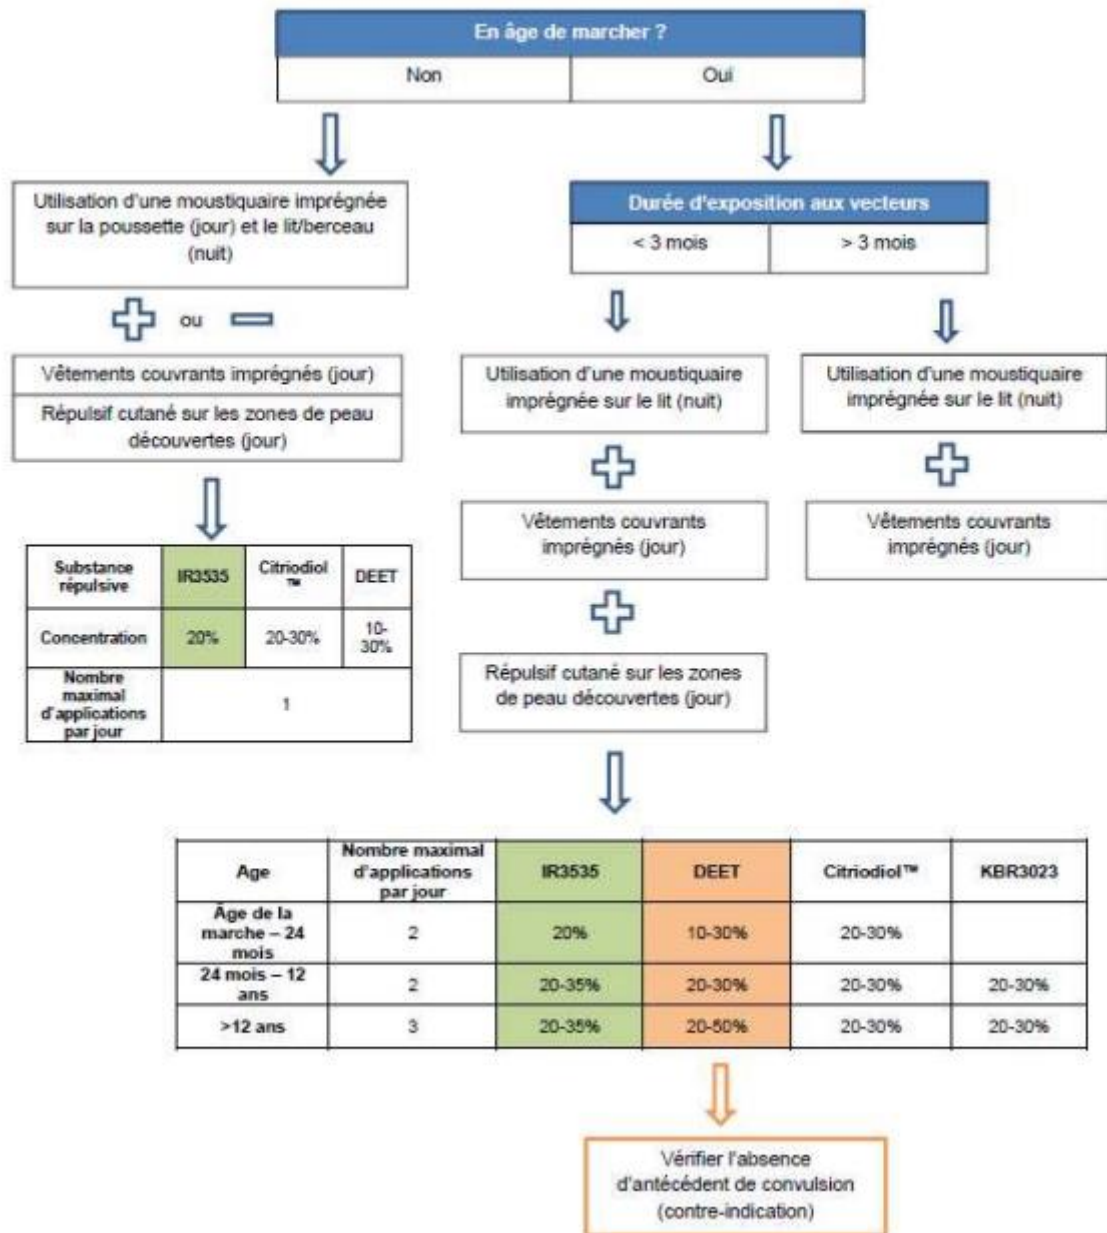 En âge de marcher ?
Non
Oui
Utilisation d'une moustiquaire imprégnée
sur la poussette (jour) et le lit/berceau
(nuit)
ou
Vêtements couvrants imprégnés (jour)
Répulsif cutané sur les zones de peau
découvertes (jour)
Substance
répulsive
IR3535
Citriodiol
™
DEET
Concentration
20%
20-30%
10-
30%
Nombre
maximal
d'applications
par jour
1
Durée d'exposition aux vecteurs
< 3 mois
> 3 mois
Utilisation d'une moustiquaire
imprégnée sur le lit (nuit)
Vêtements couvrants
imprégnés (jour)
Répulsif cutané sur les zones
de peau découvertes (jour)
Utilisation d'une moustiquaire
imprégnée sur le lit (nuit)
Vêtements couvrants
imprégnés (jour)
Age
Nombre maximal
d'applications
par jour
IR3535
DEET
Citriodiol™
KBR3023
Âge de la
marche – 24
mois
2
20%
10-30%
20-30%
24 mois – 12
ans
2
20-35%
20-30%
20-30%
20-30%
>12 ans
3
20-35%
20-50%
20-30%
20-30%
Vérifier l'absence
d'antécédent de convulsion
(contre-indication)